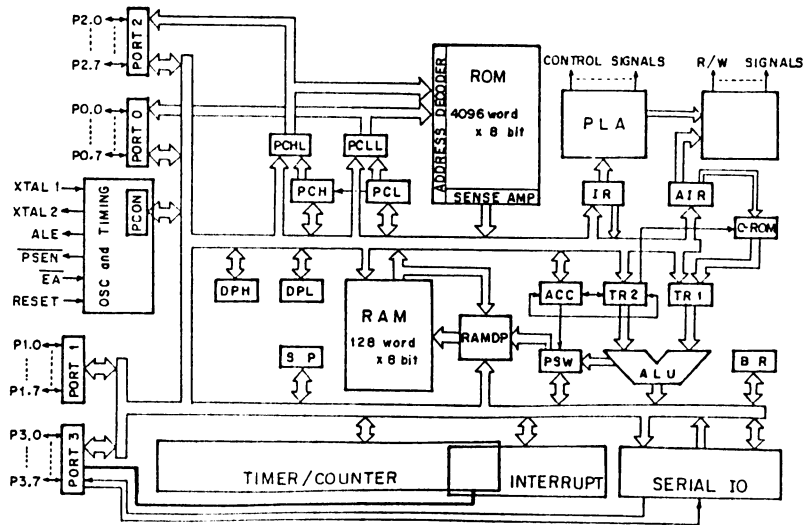 P2.0
P2.7
PORT 2
P0.0
P0.7
PORT 0
XTAL 1
XTAL 2
ALE
PSEN
EA
RESET
OSC and TIMING
PCON
P1.0
P1.7
PORT 1
P3.0
P3.7
PORT 3
PCHL
PCLL
PCH
PCL
ADDRESS DECODER
ROM
4096 word
x 8 bit
SENSE AMP
CONTROL SIGNALS
R/W SIGNALS
PLA
IR
AIR
C-ROM
DPH
DPL
RAM
128 word
x 8 bit
RAMDP
SP
ACC
TR2
TR1
PSW
ALU
BR
TIMER/COUNTER
INTERRUPT
SERIAL IO